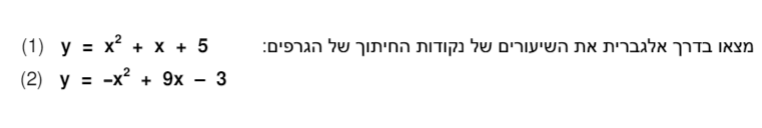 מצאו בדרך אלגברית את השיעורים של נקודות החיתוך של הגרפים:
(1) y = x² + x + 5
(2) y = –x² + 9x – 3